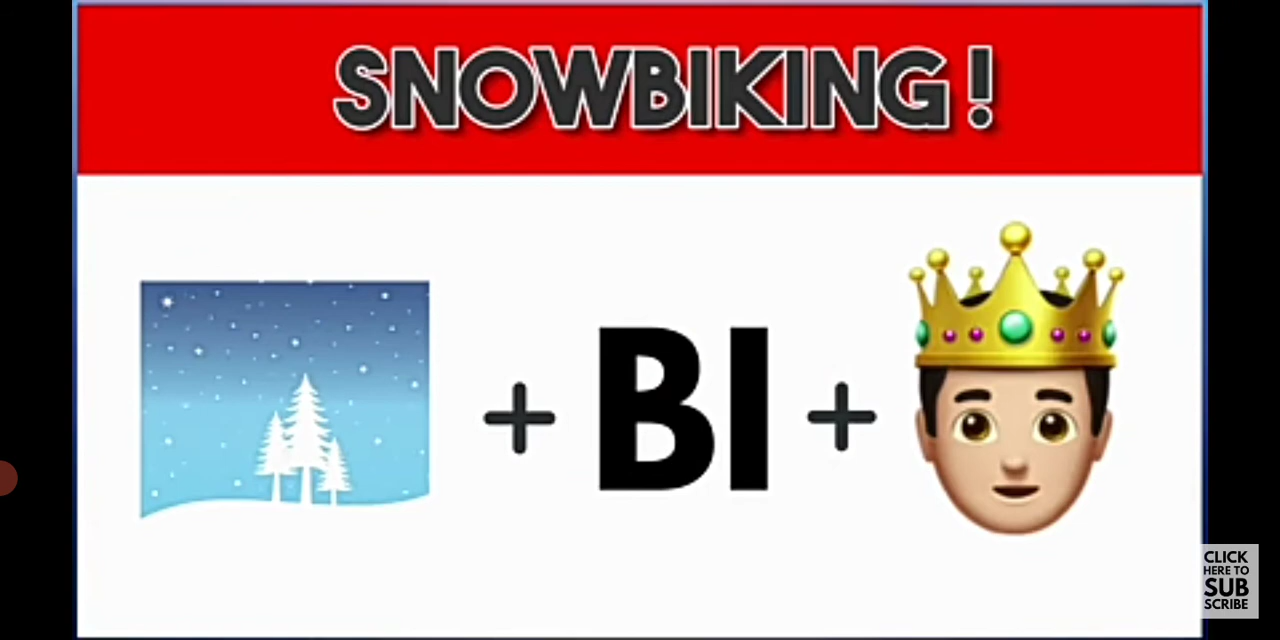 SNOWBIKING!
+ BI +
CLICK
HERE TO
SUB
SCRIBE